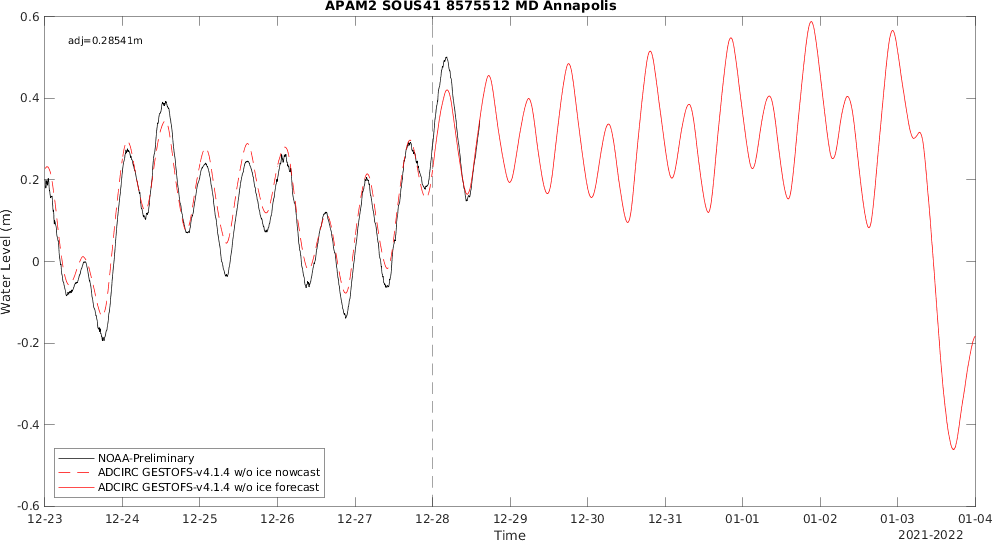 APAM2 SOUS41 8575512 MD Annapolis
adj=0.28541m
0.6
0.4
0.2
0
-0.2
-0.4
-0.6
Water Level (m)
NOAA-Preliminary
ADCIRC GESTOFS-v4.1.4 w/o ice nowcast
ADCIRC GESTOFS-v4.1.4 w/o ice forecast
12-23 12-24 12-25 12-26 12-27 12-28 12-29 12-30 12-31 01-01 01-02 01-03 01-04
Time
2021-2022